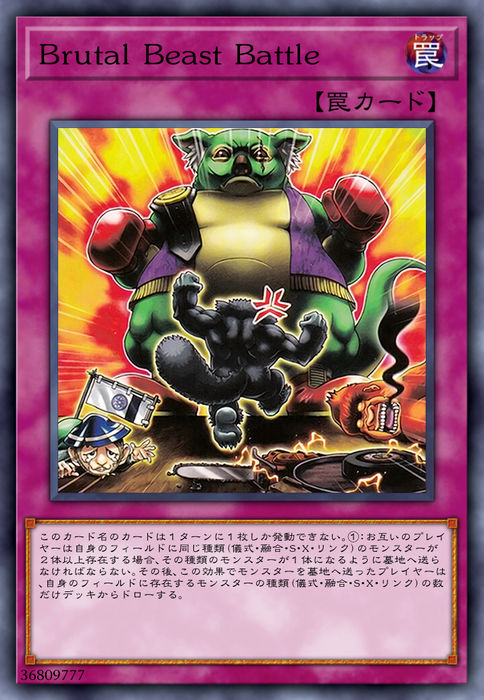 Brutal Beast Battle
トラップ
罠
【罠カード】
このカード名のカードは1ターンに1枚しか発動できない。①:お互いのプレイ
ヤーは自身のフィールドに同じ種類(儀式・融合・S・X・リンク)のモンスターが
2体以上存在する場合、その種類のモンスターが1体になるように墓地へ送ら
なければならない。その後、この効果でモンスターを墓地へ送ったプレイヤーは
、自身のフィールドに存在するモンスターの種類(儀式・融合・S・X・リンク)の数
だけデッキからドローする。
36809777